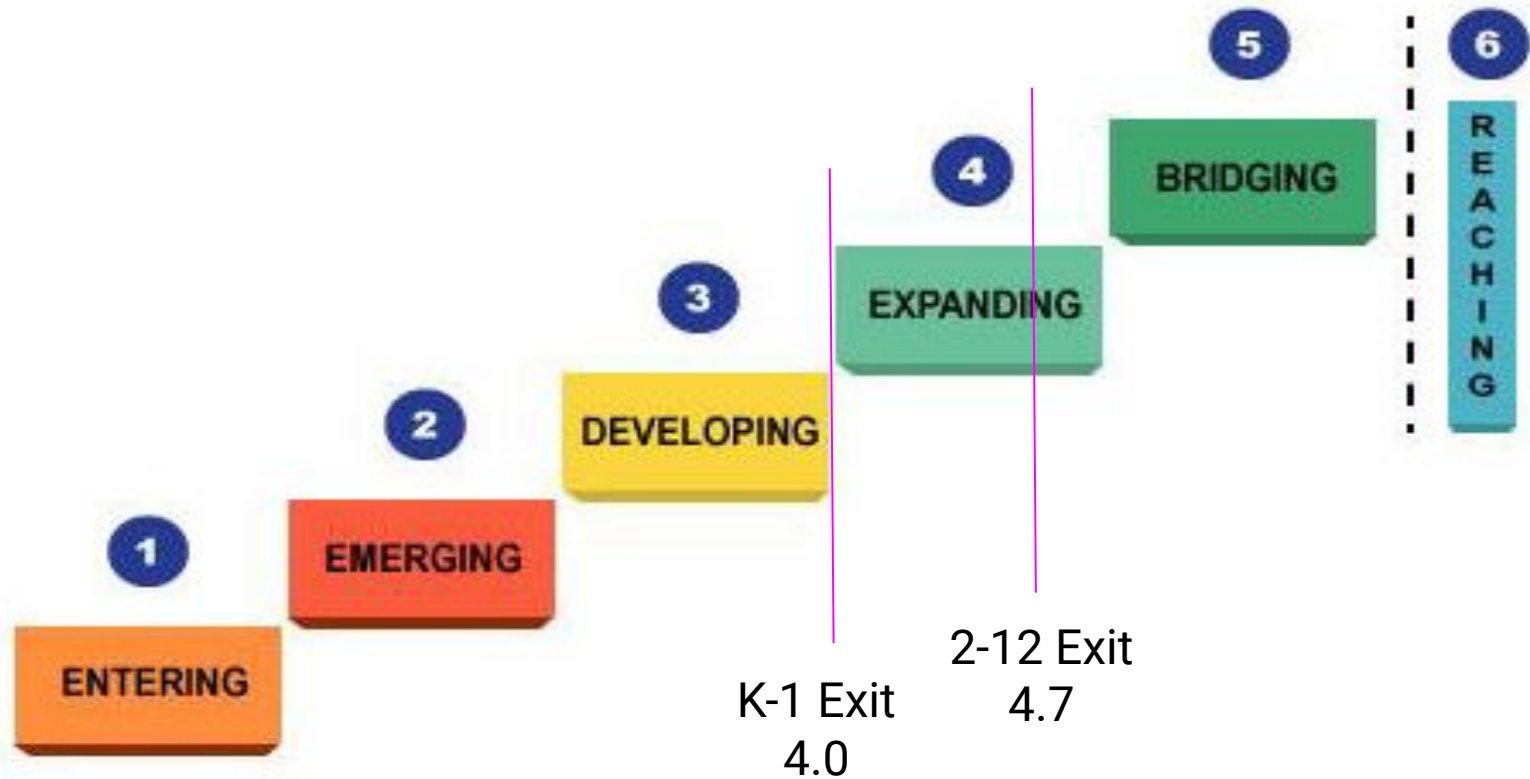 1
ENTERING
2
EMERGING
3
DEVELOPING
4
EXPANDING
5
BRIDGING
6
REACHING
K-1 Exit
4.0
2-12 Exit
4.7